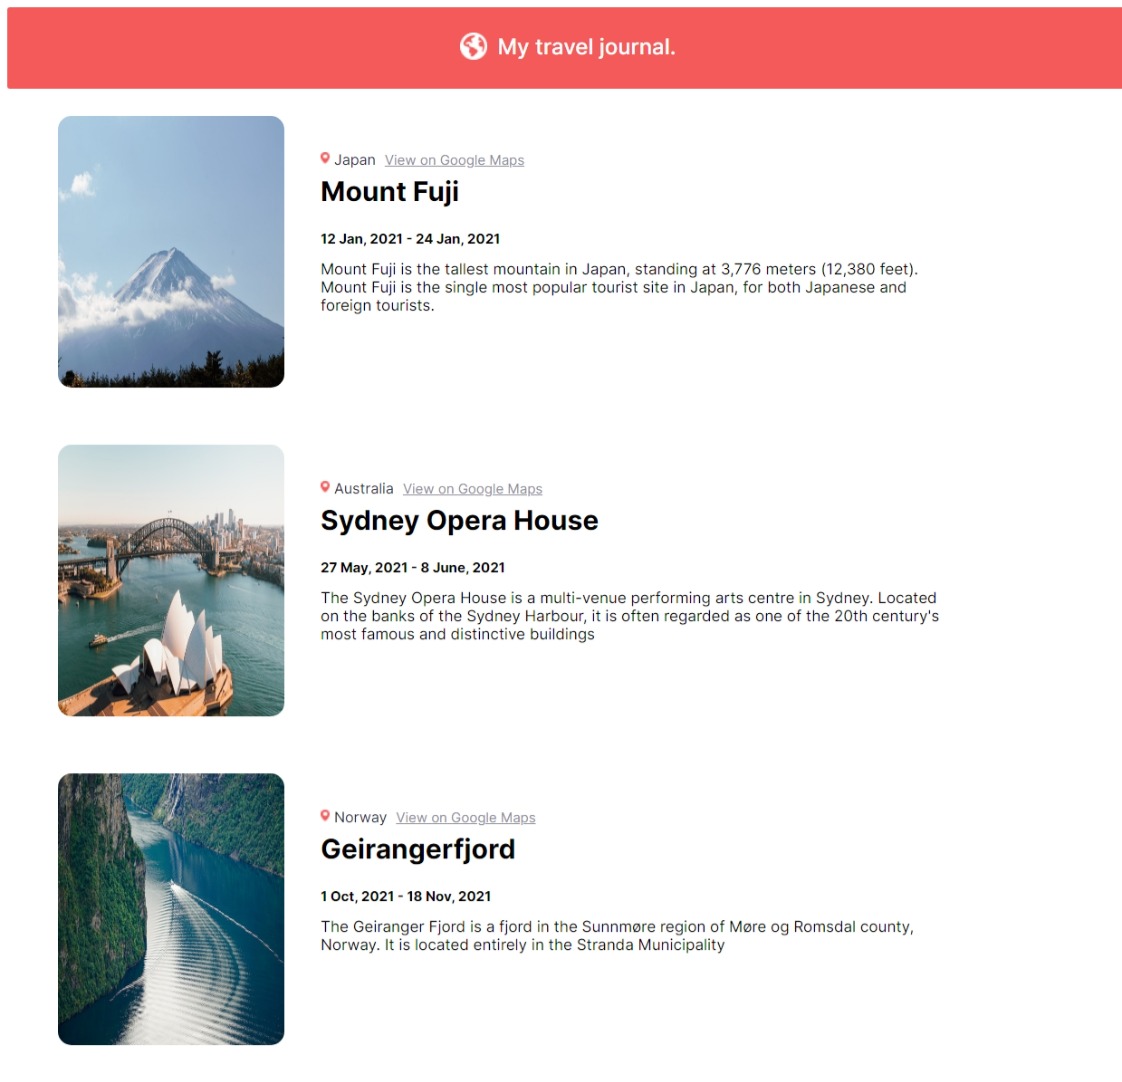 My travel journal.
Japan View on Google Maps
Mount Fuji
12 Jan, 2021 - 24 Jan, 2021
Mount Fuji is the tallest mountain in Japan, standing at 3,776 meters (12,380 feet).
Mount Fuji is the single most popular tourist site in Japan, for both Japanese and
foreign tourists.
Australia View on Google Maps
Sydney Opera House
27 May, 2021 - 8 June, 2021
The Sydney Opera House is a multi-venue performing arts centre in Sydney. Located
on the banks of the Sydney Harbour, it is often regarded as one of the 20th century's
most famous and distinctive buildings
Norway View on Google Maps
Geirangerfjord
1 Oct, 2021 - 18 Nov, 2021
The Geiranger Fjord is a fjord in the Sunnmøre region of Møre og Romsdal county,
Norway. It is located entirely in the Stranda Municipality